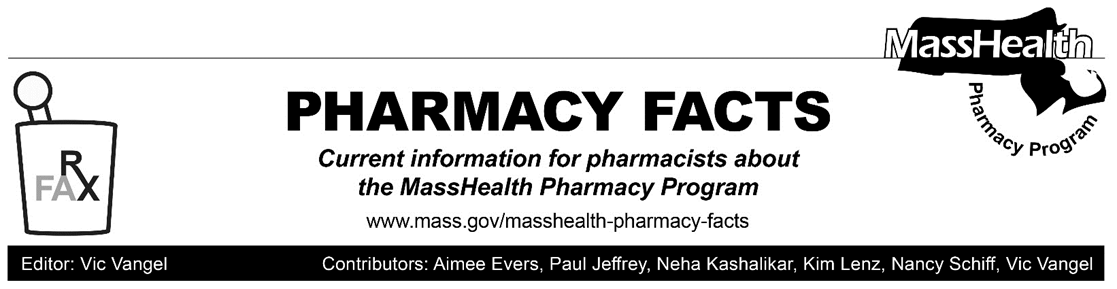 MassHealth
Pharmacy Program
RX
FAX
PHARMACY FACTS
Current information for pharmacists about
the MassHealth Pharmacy Program
www.mass.gov/masshealth-pharmacy-facts
Editor: Vic Vangel
Contributors: Aimee Evers, Paul Jeffrey, Neha Kashalikar, Kim Lenz, Nancy Schiff, Vic Vangel